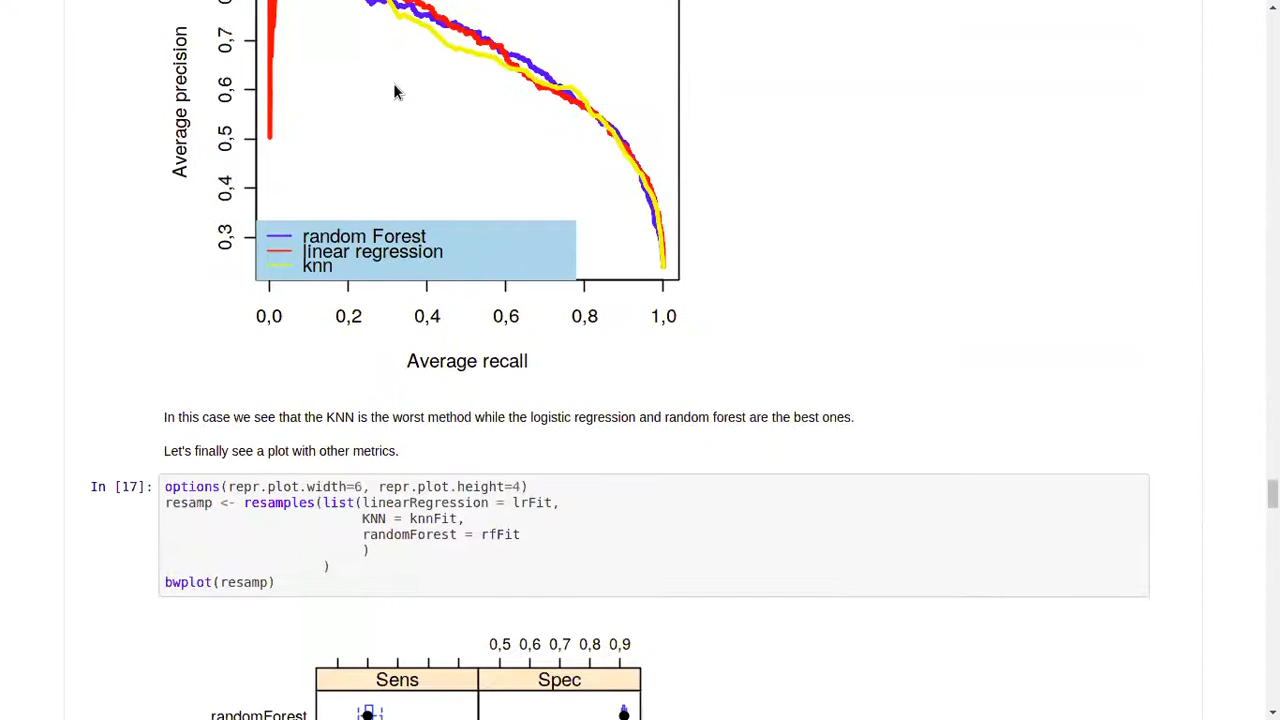 0,7
0,6
0,5
0,4
0,3
Average precision
random Forest
linear regression
knn
0,0 0,2 0,4 0,6 0,8 1,0
Average recall
In this case we see that the KNN is the worst method while the logistic regression and random forest are the best ones.
Let's finally see a plot with other metrics.
In [17]: options(repr.plot.width=6, repr.plot.height=4)
resamp <- resamples(list(linearRegression = lrFit,
KNN = knnFit,
randomForest = rfFit
)
)
bwplot(resamp)
0,5 0,6 0,7 0,8 0,9
Sens Spec
randomForest